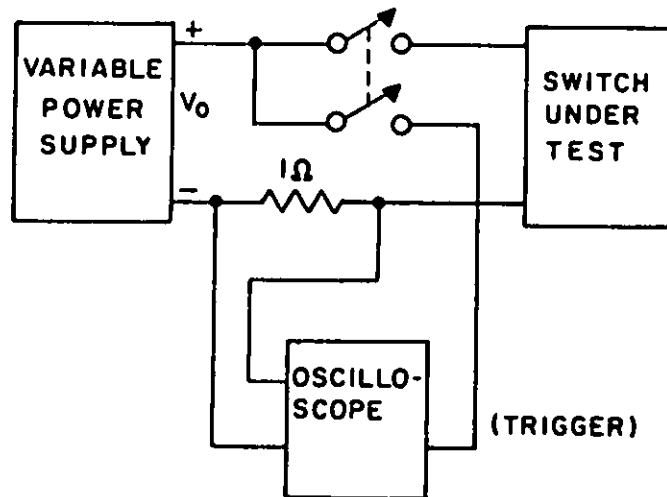 +
VARIABLE
POWER
SUPPLY
V₀
−
1Ω
SWITCH
UNDER
TEST
OSCILLO-
SCOPE
(TRIGGER)